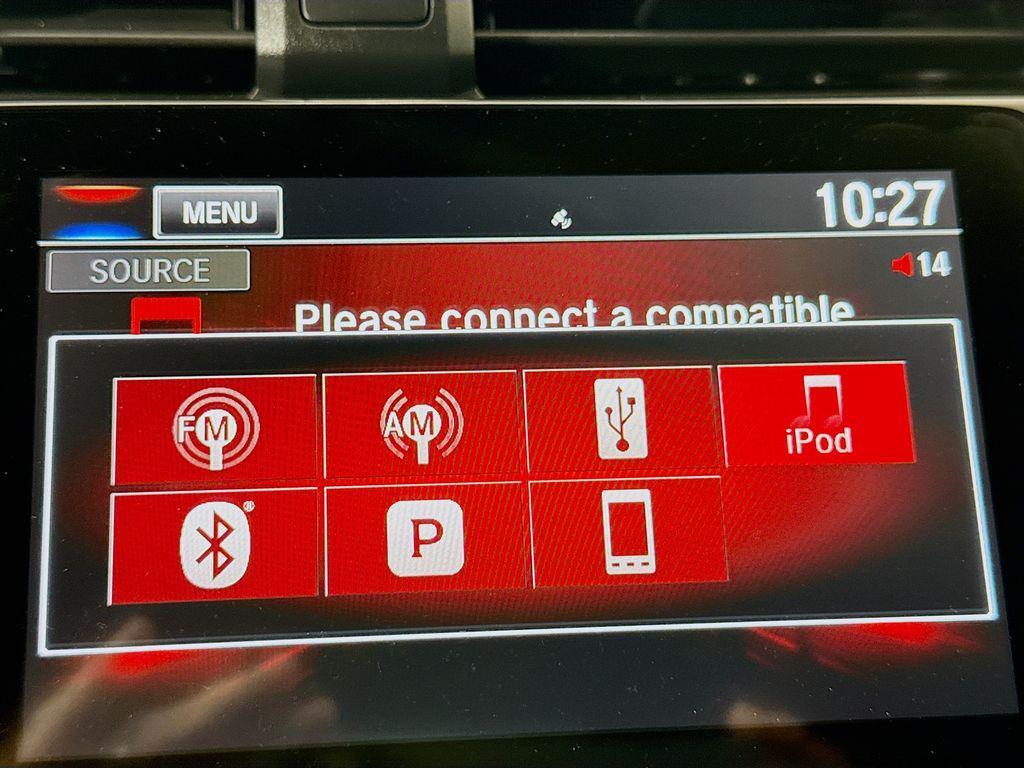 MENU
10:27
SOURCE
14
Please connect a compatible
FM
AM
iPod
®
P